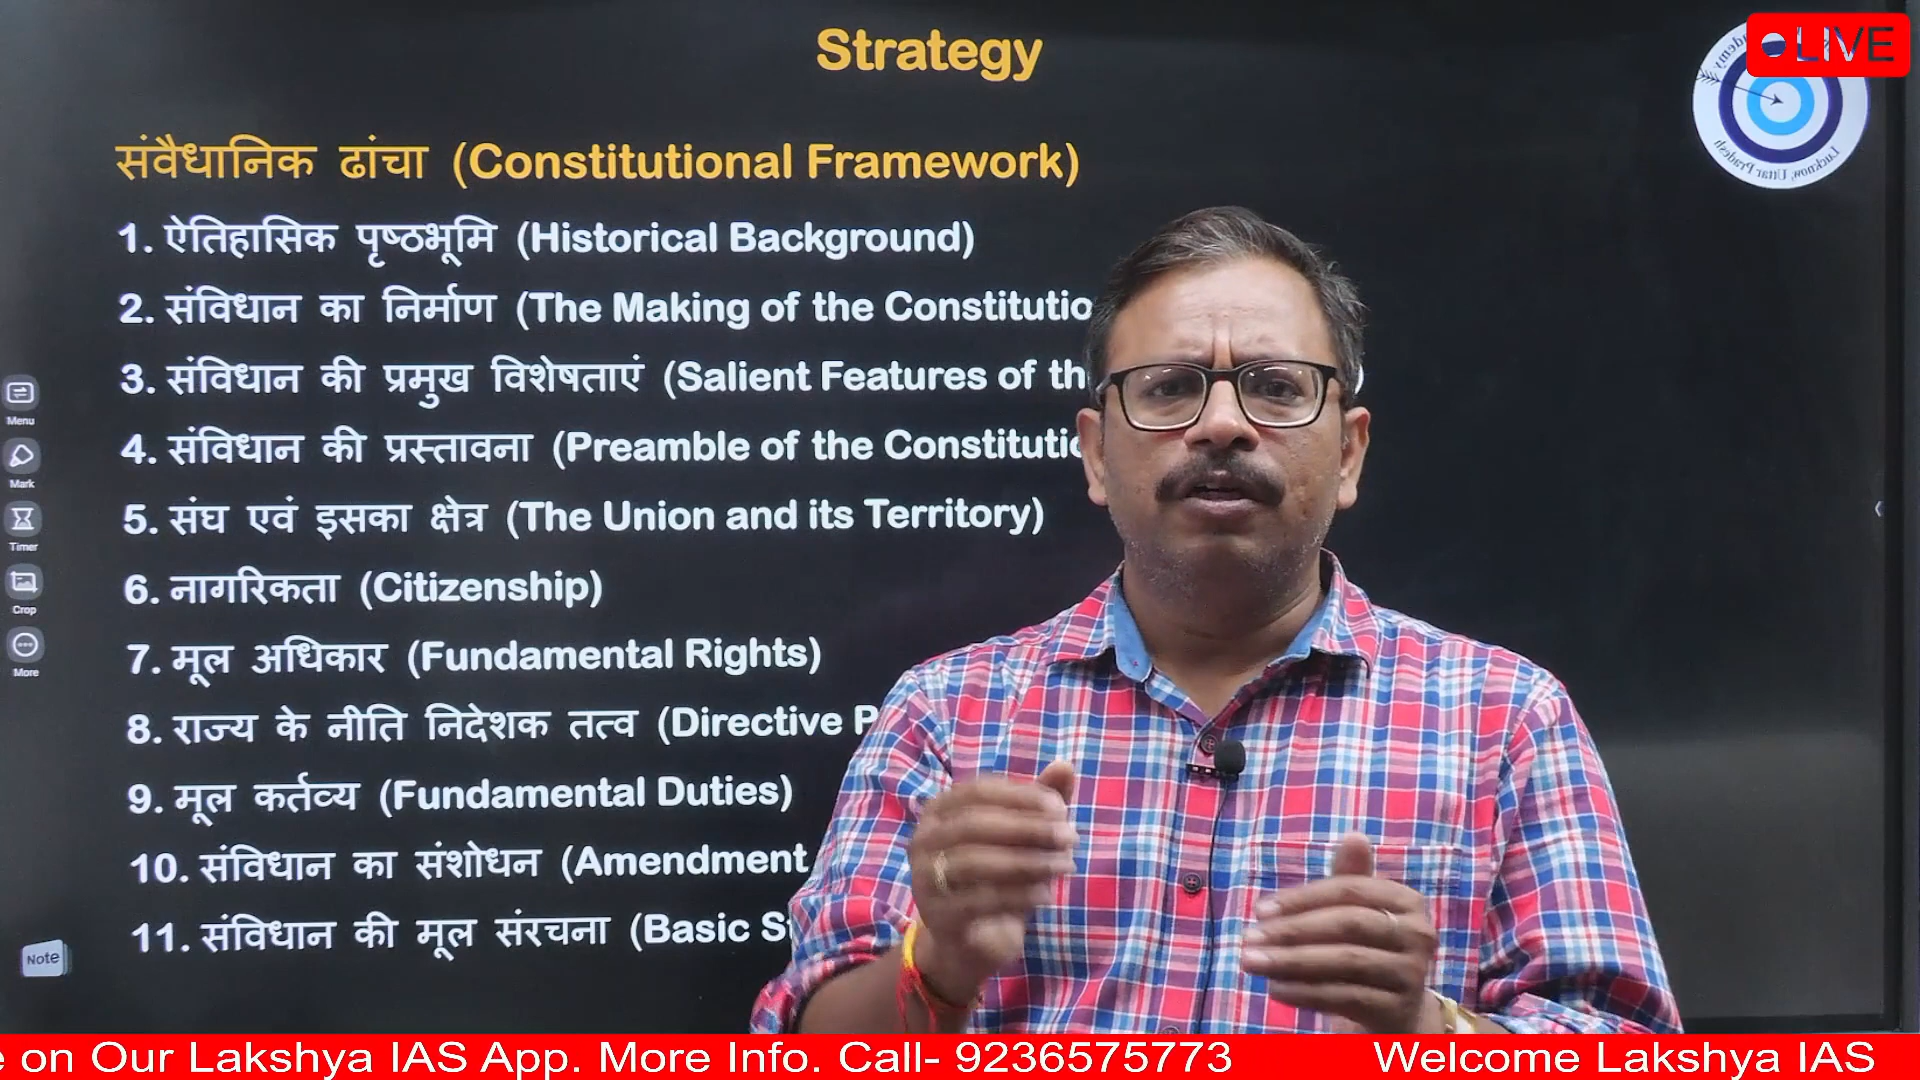 Strategy
LIVE
संवैधानिक ढांचा (Constitutional Framework)
1. ऐतिहासिक पृष्ठभूमि (Historical Background)
2. संविधान का निर्माण (The Making of the Constitutio
3. संविधान की प्रमुख विशेषताएं (Salient Features of th )
4. संविधान की प्रस्तावना (Preamble of the Constituti
5. संघ एवं इसका क्षेत्र (The Union and its Territory)
6. नागरिकता (Citizenship)
7. मूल अधिकार (Fundamental Rights)
8. राज्य के नीति निदेशक तत्व (Directive P
9. मूल कर्तव्य (Fundamental Duties)
10. संविधान का संशोधन (Amendment
11. संविधान की मूल संरचना (Basic St
Menu
Mark
Timer
Crop
More
Note
Lucknow, Uttar Pradesh
e on Our Lakshya IAS App. More Info. Call- 9236575773 Welcome Lakshya IAS